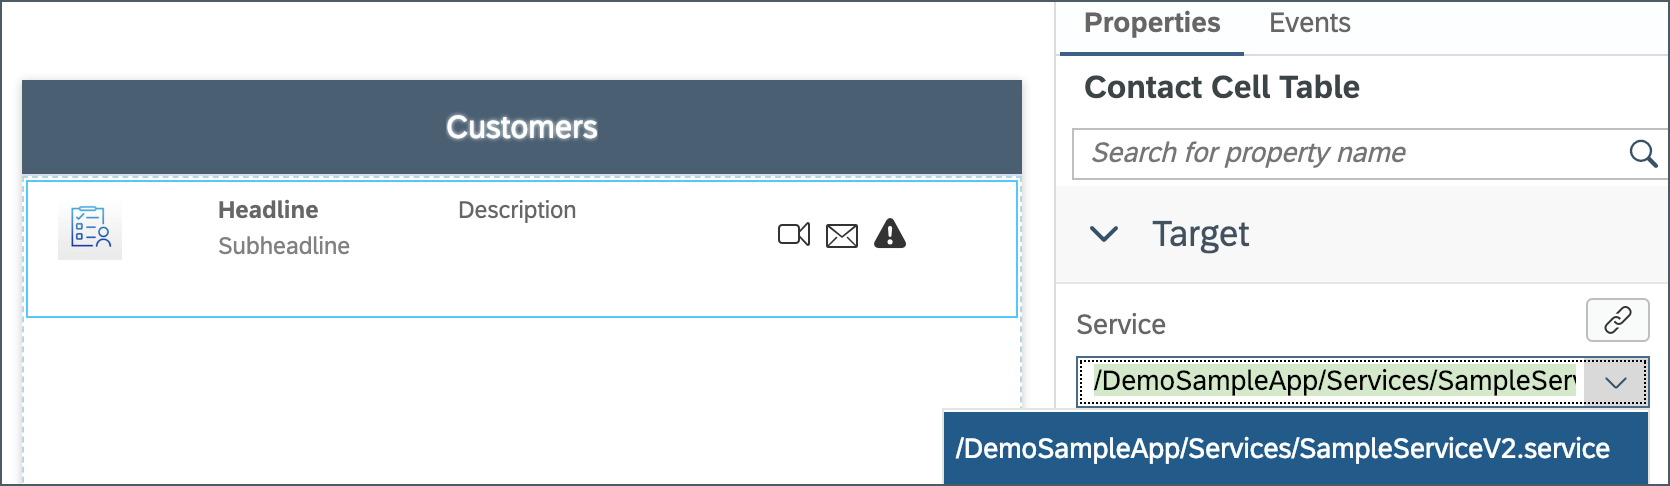 Properties Events
Contact Cell Table
Search for property name
Target
Service
/DemoSampleApp/Services/SampleServ
/DemoSampleApp/Services/SampleServiceV2.service
Customers
Headline Description
Subheadline